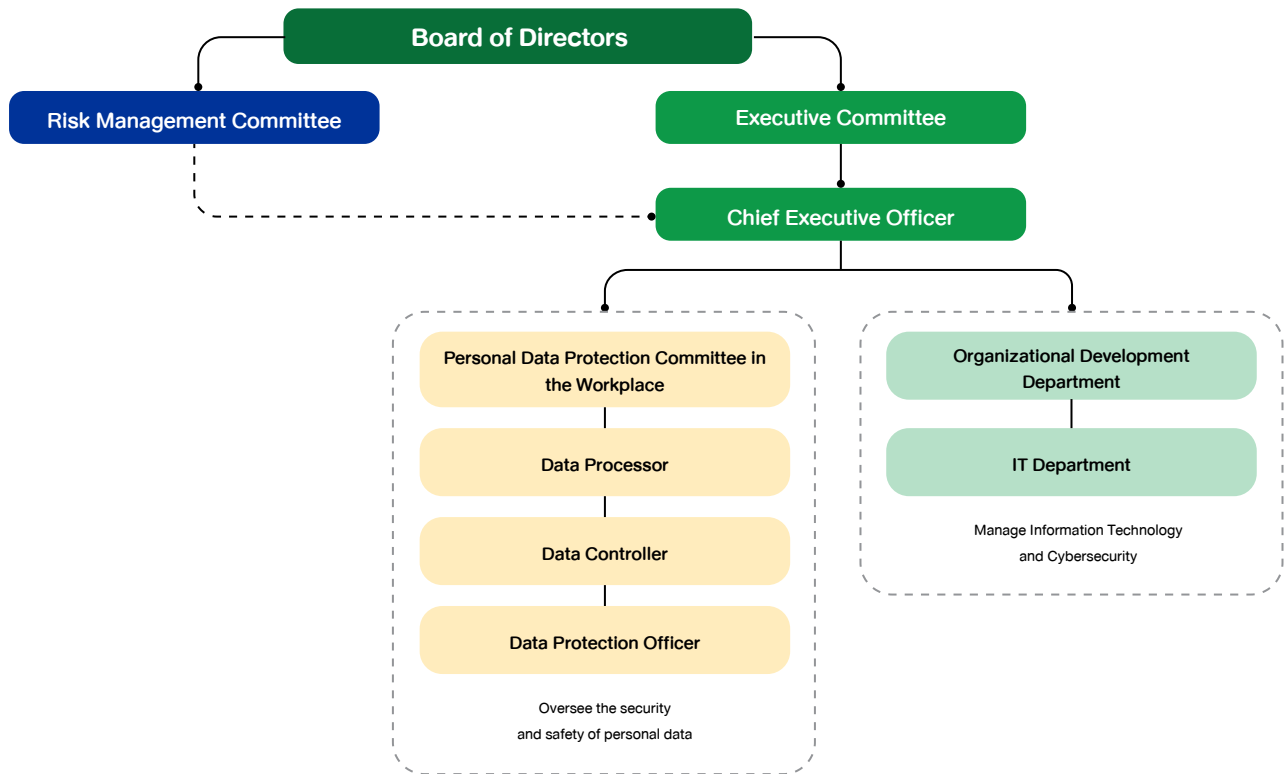 Board of Directors
Risk Management Committee
Executive Committee
Chief Executive Officer
Personal Data Protection Committee in
the Workplace
Data Processor
Data Controller
Data Protection Officer
Oversee the security
and safety of personal data
Organizational Development
Department
IT Department
Manage Information Technology
and Cybersecurity